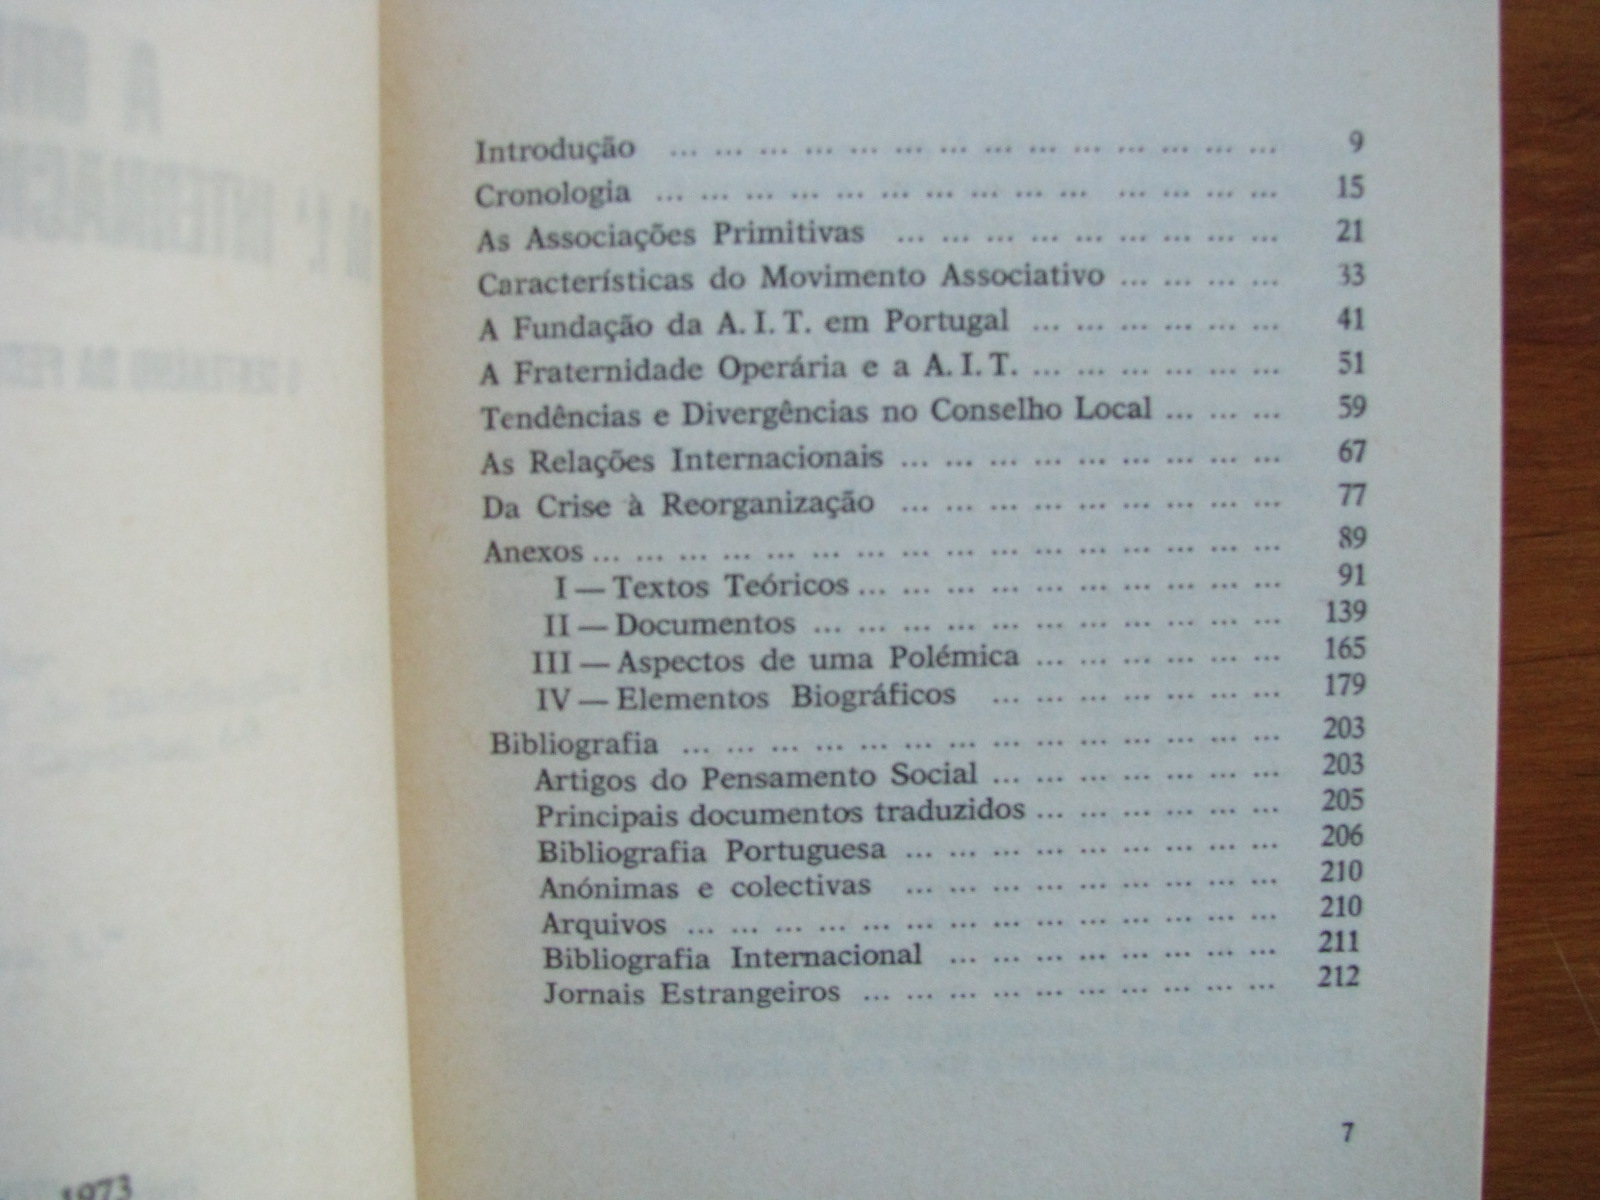 1973
Introdução ... ... ... ... ... ... ... ... ... ... ... ... ... ... 9
Cronologia ... ... ... ... ... ... ... ... ... ... ... ... ... ... 15
As Associações Primitivas ... ... ... ... ... ... ... ... ... 21
Características do Movimento Associativo ... ... ... ... 33
A Fundação da A. I. T. em Portugal ... ... ... ... ... ... 41
A Fraternidade Operária e a A. I. T. ... ... ... ... ... ... 51
Tendências e Divergências no Conselho Local ... ... ... 59
As Relações Internacionais ... ... ... ... ... ... ... ... ... 67
Da Crise à Reorganização ... ... ... ... ... ... ... ... ... 77
Anexos ... ... ... ... ... ... ... ... ... ... ... ... ... ... ... ... 89
I — Textos Teóricos ... ... ... ... ... ... ... ... ... ... 91
II — Documentos ... ... ... ... ... ... ... ... ... ... ... 139
III — Aspectos de uma Polémica ... ... ... ... ... ... 165
IV — Elementos Biográficos ... ... ... ... ... ... ... 179
Bibliografia ... ... ... ... ... ... ... ... ... ... ... ... ... ... 203
Artigos do Pensamento Social ... ... ... ... ... ... ... 203
Principais documentos traduzidos ... ... ... ... ... ... 205
Bibliografia Portuguesa ... ... ... ... ... ... ... ... ... 206
Anónimas e colectivas ... ... ... ... ... ... ... ... ... 210
Arquivos ... ... ... ... ... ... ... ... ... ... ... ... ... ... 210
Bibliografia Internacional ... ... ... ... ... ... ... ... 211
Jornais Estrangeiros ... ... ... ... ... ... ... ... ... ... 212
7